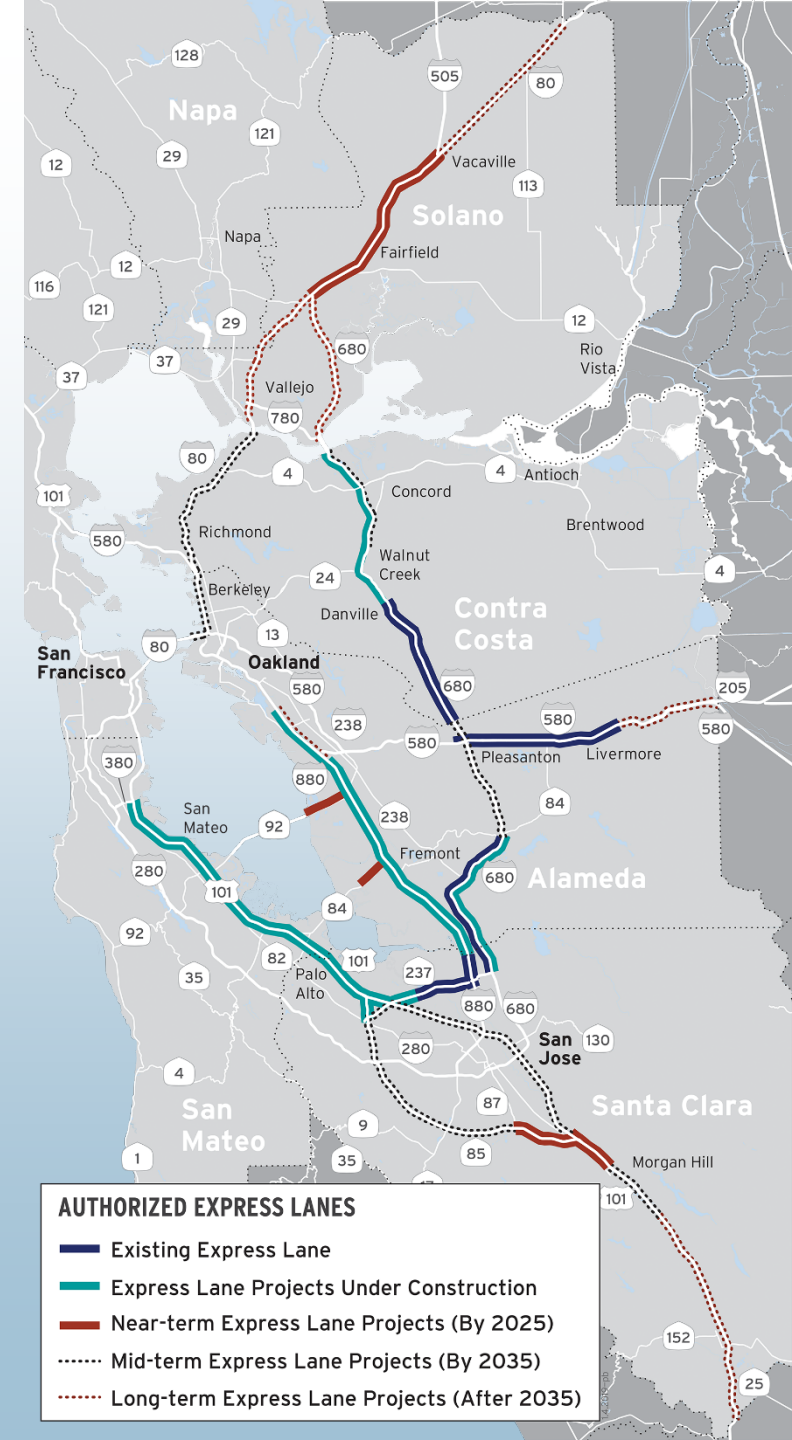 128
505
80
Napa
121
29
12
Vacaville
113
Solano
Napa
Fairfield
12
116
121
29
12
680
Rio
Vista
37
37
Vallejo
780
80
4
4
Antioch
Concord
101
Brentwood
Richmond
580
Walnut
Creek
24
4
Berkeley
Danville
Contra
Costa
13
80
San
Francisco
Oakland
680
205
580
238
580
580
580
Pleasanton
Livermore
380
880
84
San
Mateo
92
238
Fremont
280
680
Alameda
101
84
92
82
101
35
Palo
Alto
237
880
680
San
Jose
130
280
4
87
Santa Clara
San
Mateo
9
85
1
35
Morgan Hill
101
AUTHORIZED EXPRESS LANES
Existing Express Lane
Express Lane Projects Under Construction
Near-term Express Lane Projects (By 2025)
Mid-term Express Lane Projects (By 2035)
Long-term Express Lane Projects (After 2035)
152
25